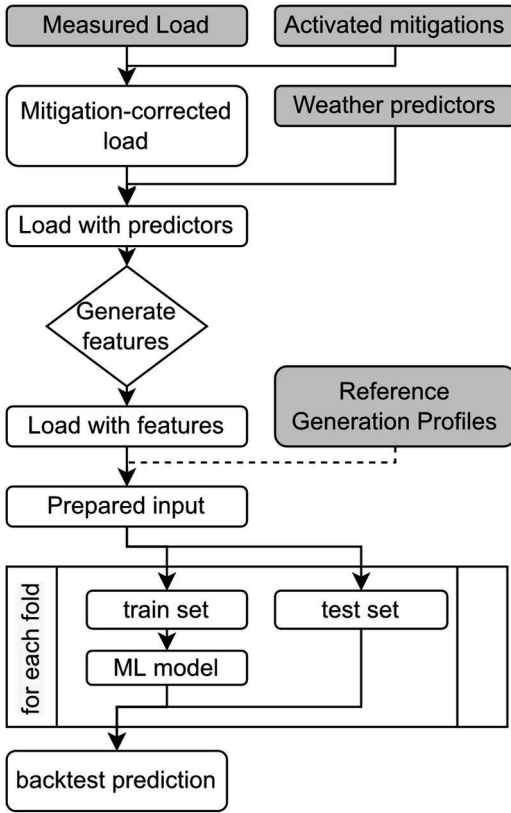 Measured Load
Activated mitigations
Mitigation-corrected
load
Weather predictors
Load with predictors
Generate
features
Load with features
Reference
Generation Profiles
Prepared input
for each fold
train set
test set
ML model
backtest prediction